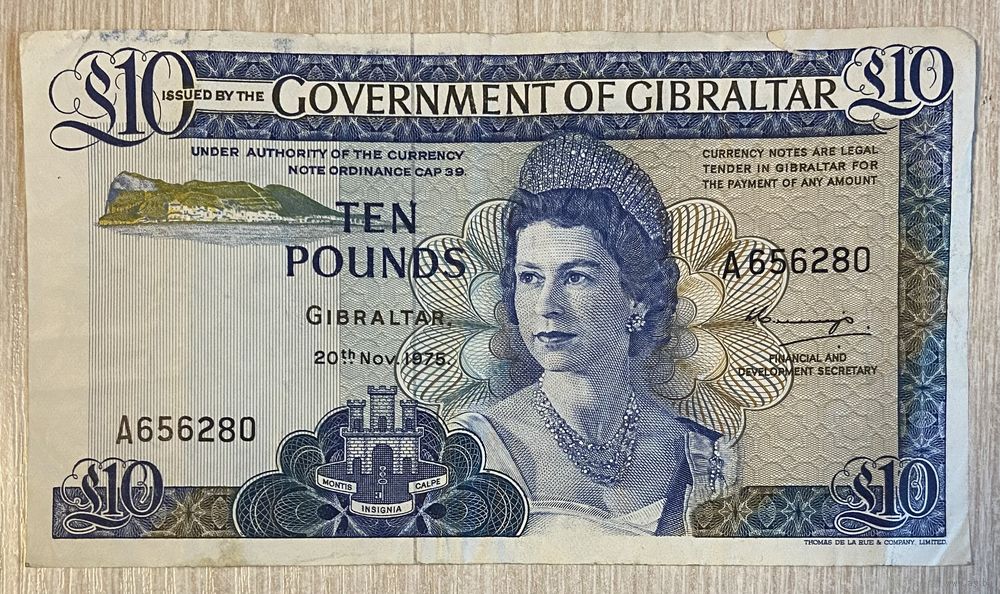 £10 ISSUED BY THE GOVERNMENT OF GIBRALTAR £10
UNDER AUTHORITY OF THE CURRENCY
NOTE ORDINANCE CAP 39.
CURRENCY NOTES ARE LEGAL
TENDER IN GIBRALTAR FOR
THE PAYMENT OF ANY AMOUNT
TEN
POUNDS
A656280
GIBRALTAR,
20th Nov. 1975.
FINANCIAL AND
DEVELOPMENT SECRETARY
A656280
MONTIS CALPE
INSIGNIA
£10 £10
THOMAS DE LA RUE & COMPANY, LIMITED.